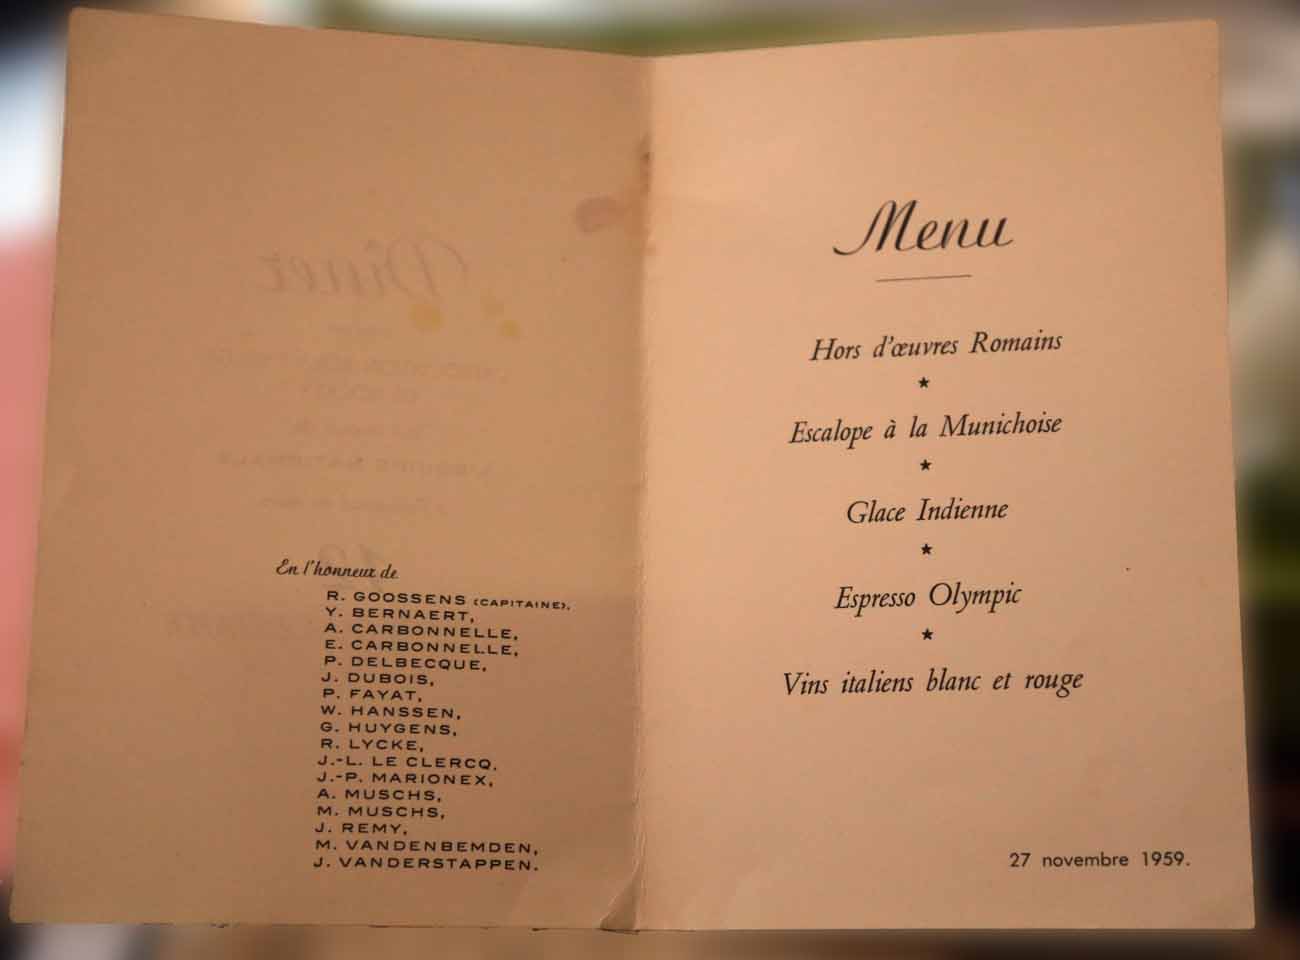 En l'honneur de
R. GOOSSENS (CAPITAINE),
Y. BERNAERT,
A. CARBONNELLE,
E. CARBONNELLE,
P. DELBECQUE,
J. DUBOIS,
P. FAYAT,
W. HANSSEN,
G. HUYGENS,
R. LYCKE,
J.-L. LE CLERCQ,
J.-P. MARIONEX,
A. MUSCHS,
M. MUSCHS,
J. REMY,
M. VANDENBEMDEN,
J. VANDERSTAPPEN.
Menu
Hors d'œuvres Romains
★
Escalope à la Munichoise
★
Glace Indienne
★
Espresso Olympic
★
Vins italiens blanc et rouge
27 novembre 1959.